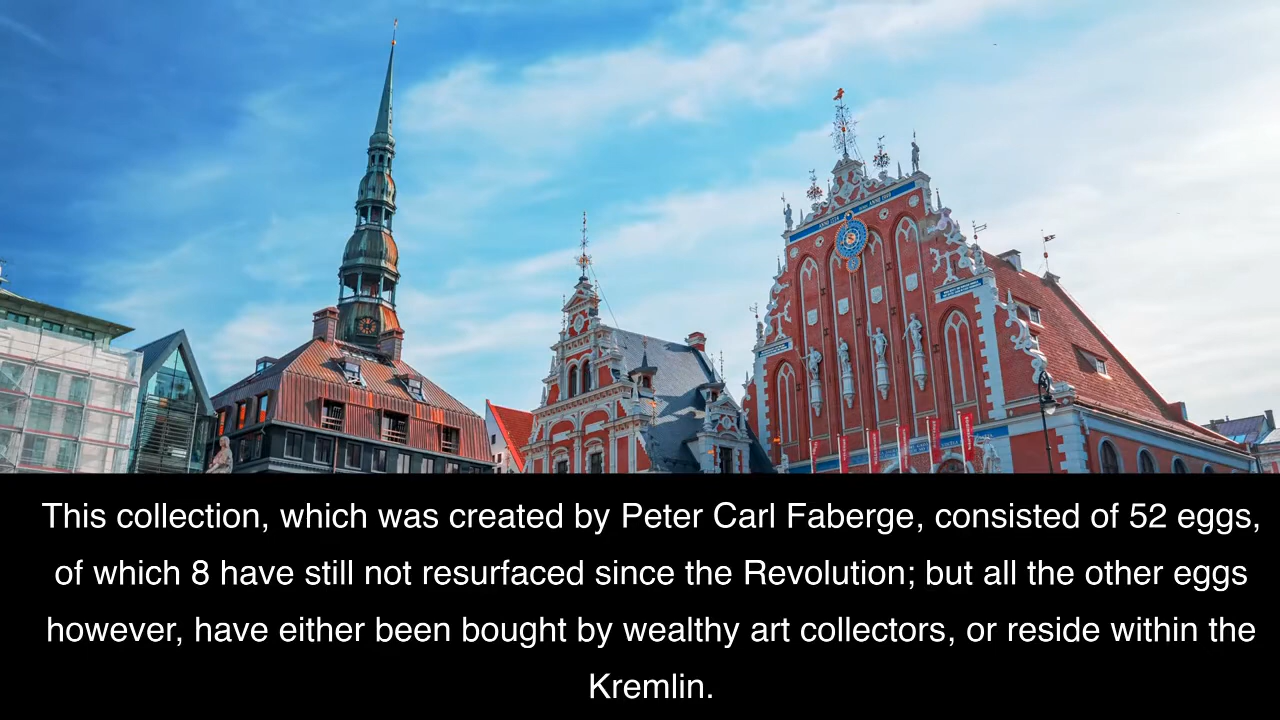 This collection, which was created by Peter Carl Faberge, consisted of 52 eggs,
of which 8 have still not resurfaced since the Revolution; but all the other eggs
however, have either been bought by wealthy art collectors, or reside within the
Kremlin.